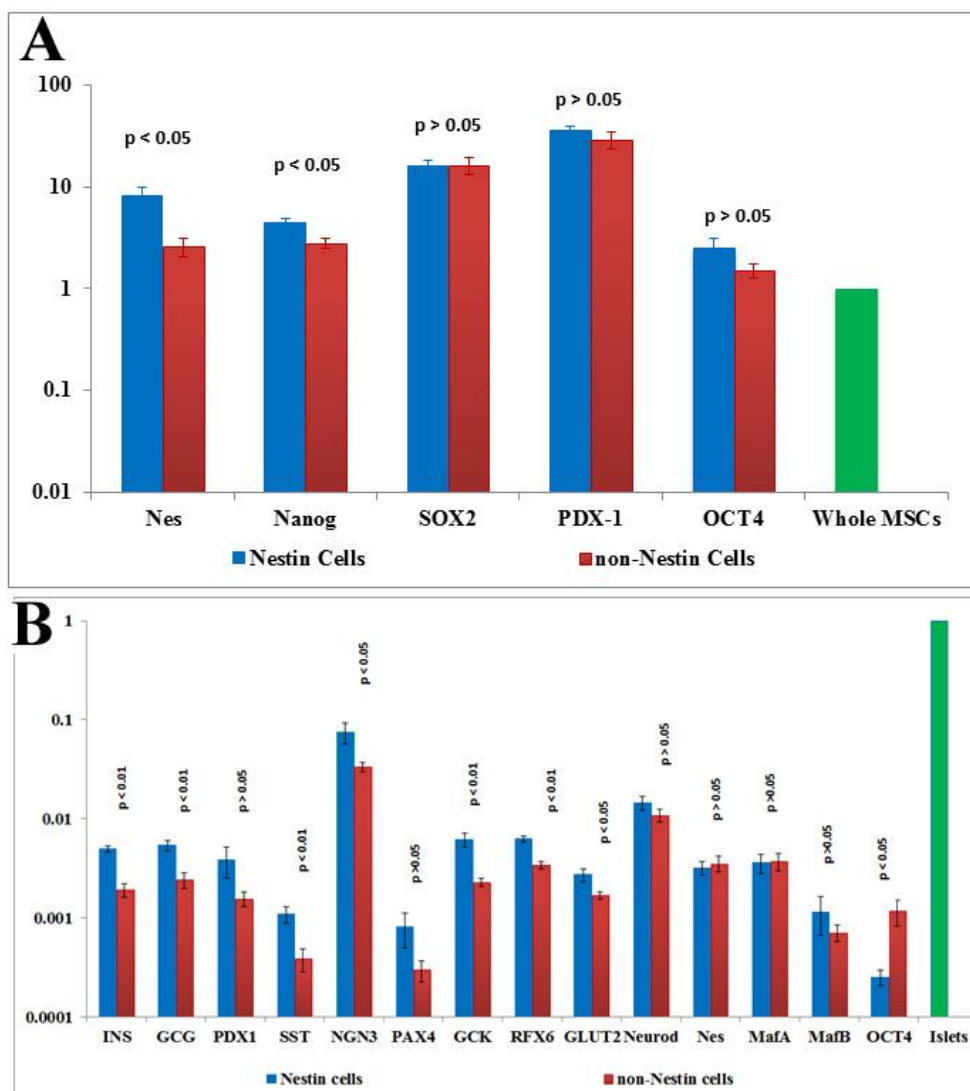 A
100
10
1
0.1
0.01
p < 0.05
p < 0.05
p > 0.05
p > 0.05
p > 0.05
Nes Nanog SOX2 PDX-1 OCT4 Whole MSCs
Nestin Cells non-Nestin Cells
B
1
0.1
0.01
0.001
0.0001
p < 0.01
p < 0.01
p > 0.05
p < 0.01
p < 0.05
p >0.05
p < 0.01
p < 0.01
p < 0.05
p > 0.05
p > 0.05
p >0.05
p >0.05
p < 0.05
INS GCG PDX1 SST NGN3 PAX4 GCK RFX6 GLUT2 Neurod Nes MafA MafB OCT4 Islets
Nestin cells non-Nestin cells